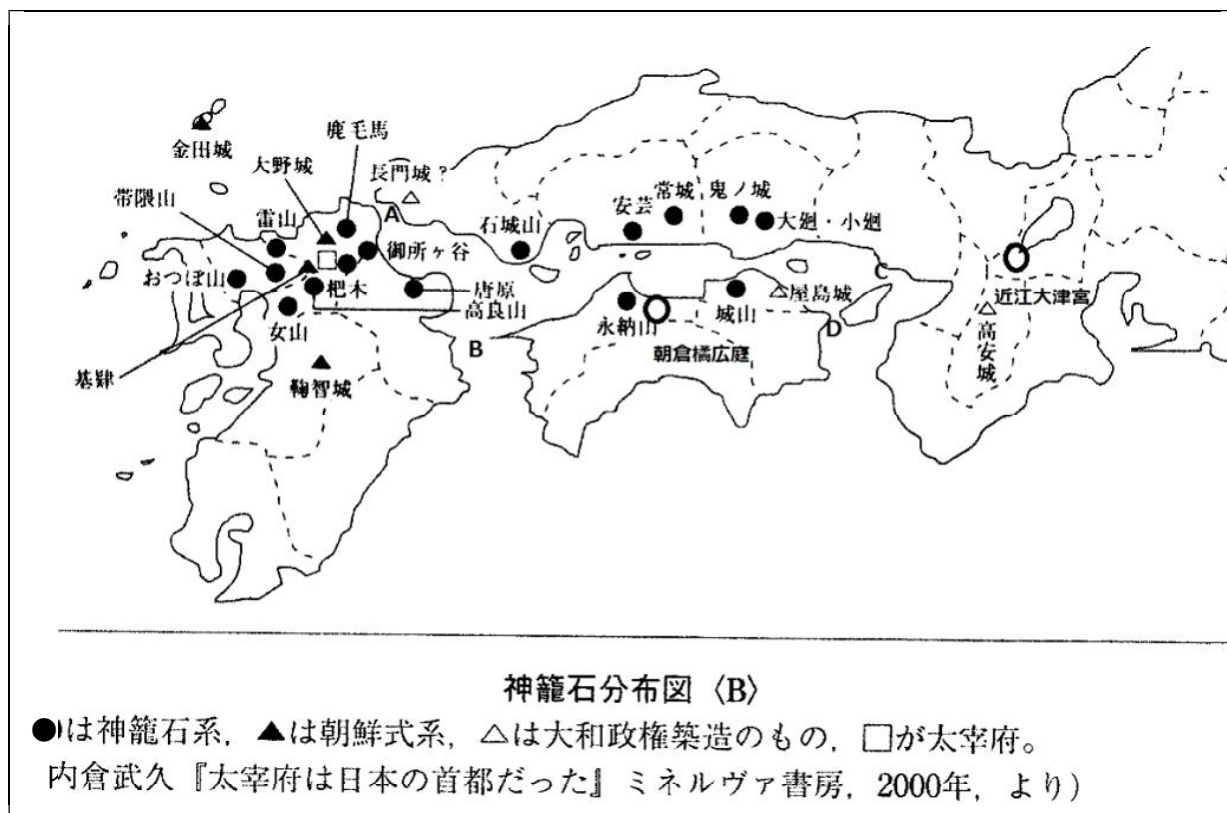 鹿毛馬
金田城
大野城
長門城？
帯隈山
雷山
A
石城山
安芸
常城
鬼ノ城
大廻・小廻
御所ヶ谷
おつぼ山
杷木
唐原
高良山
女山
B
基肄
鞠智城
永納山
城山
屋島城
朝倉橘広庭
C
D
近江大津宮
高安城
神籠石分布図〈B〉
●は神籠石系，▲は朝鮮式系，△は大和政権築造のもの，□が太宰府。
内倉武久『太宰府は日本の首都だった』ミネルヴァ書房，2000年，より）